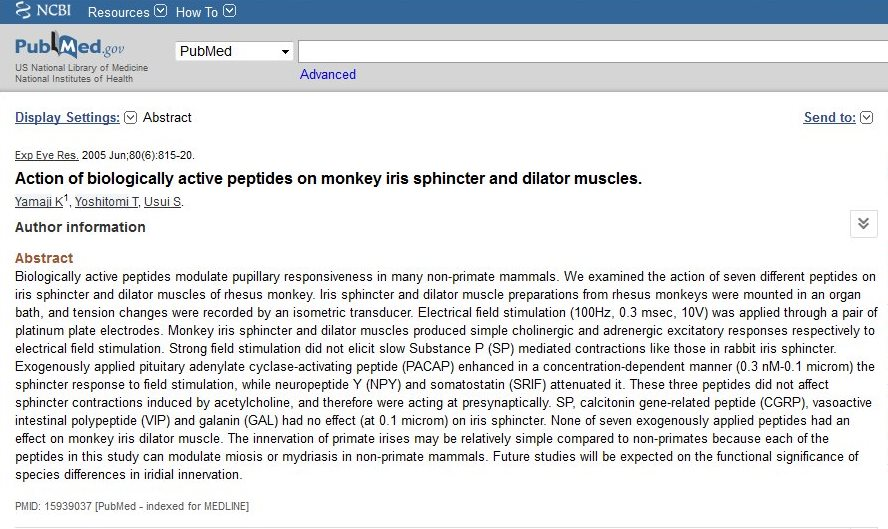 NCBI Resources How To
PubMed.gov
US National Library of Medicine
National Institutes of Health
PubMed
Advanced
Display Settings: Abstract Send to:
Exp Eye Res. 2005 Jun;80(6):815-20.
Action of biologically active peptides on monkey iris sphincter and dilator muscles.
Yamaji K1, Yoshitomi T, Usui S.
Author information
Abstract
Biologically active peptides modulate pupillary responsiveness in many non-primate mammals. We examined the action of seven different peptides on
iris sphincter and dilator muscles of rhesus monkey. Iris sphincter and dilator muscle preparations from rhesus monkeys were mounted in an organ
bath, and tension changes were recorded by an isometric transducer. Electrical field stimulation (100Hz, 0.3 msec, 10V) was applied through a pair of
platinum plate electrodes. Monkey iris sphincter and dilator muscles produced simple cholinergic and adrenergic excitatory responses respectively to
electrical field stimulation. Strong field stimulation did not elicit slow Substance P (SP) mediated contractions like those in rabbit iris sphincter.
Exogenously applied pituitary adenylate cyclase-activating peptide (PACAP) enhanced in a concentration-dependent manner (0.3 nM-0.1 microm) the
sphincter response to field stimulation, while neuropeptide Y (NPY) and somatostatin (SRIF) attenuated it. These three peptides did not affect
sphincter contractions induced by acetylcholine, and therefore were acting at presynaptically. SP, calcitonin gene-related peptide (CGRP), vasoactive
intestinal polypeptide (VIP) and galanin (GAL) had no effect (at 0.1 microm) on iris sphincter. None of seven exogenously applied peptides had an
effect on monkey iris dilator muscle. The innervation of primate irises may be relatively simple compared to non-primates because each of the
peptides in this study can modulate miosis or mydriasis in non-primate mammals. Future studies will be expected on the functional significance of
species differences in iridial innervation.
PMID: 15939037 [PubMed - indexed for MEDLINE]